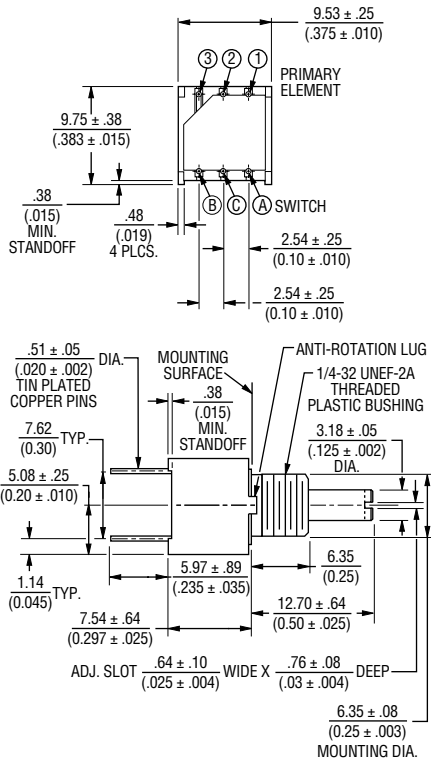 9.53 ± .25
(.375 ± .010)
3
2
1
PRIMARY
ELEMENT
9.75 ± .38
(.383 ± .015)
.38
(.015)
MIN.
STANDOFF
.48
(.019)
4 PLCS.
B
C
A
SWITCH
2.54 ± .25
(0.10 ± .010)
2.54 ± .25
(0.10 ± .010)
.51 ± .05
(.020 ± .002)
DIA.
TIN PLATED
COPPER PINS
MOUNTING
SURFACE
ANTI-ROTATION LUG
1/4-32 UNEF-2A
THREADED
PLASTIC BUSHING
.38
(.015)
MIN.
STANDOFF
7.62
(0.30)
TYP.
3.18 ± .05
(.125 ± .002)
DIA.
5.08 ± .25
(0.20 ± .010)
1.14
(0.045)
TYP.
5.97 ± .89
(.235 ± .035)
6.35
(0.25)
7.54 ± .64
(0.297 ± .025)
12.70 ± .64
(0.50 ± .025)
ADJ. SLOT .64 ± .10 WIDE X .76 ± .08 DEEP
(.025 ± .004) (.03 ± .004)
6.35 ± .08
(0.25 ± .003)
MOUNTING DIA.